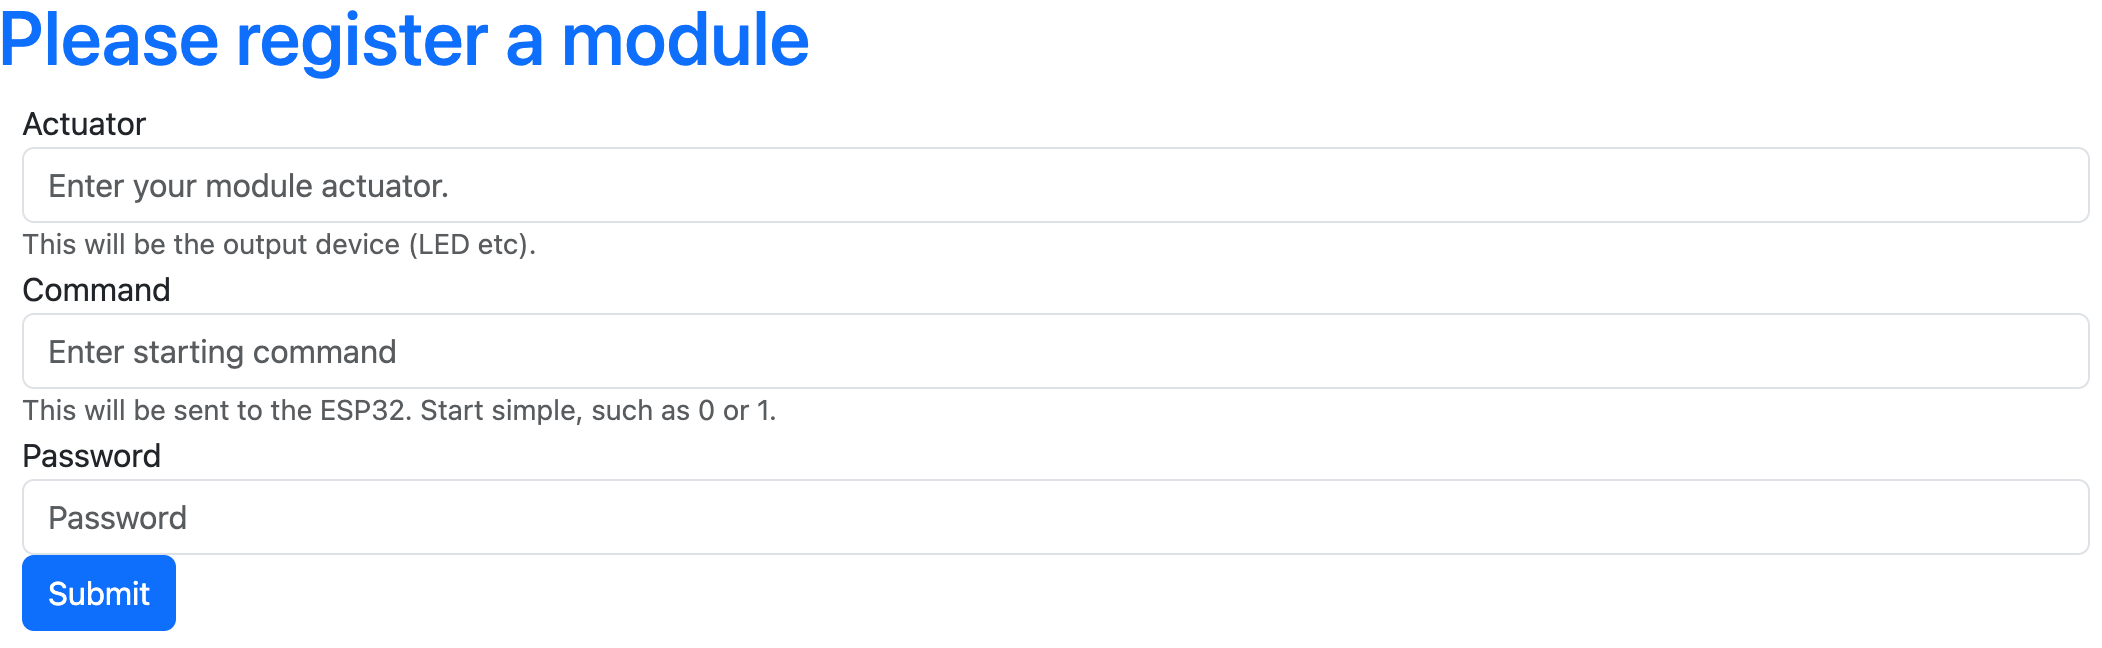 Please register a module
Actuator
Enter your module actuator.
This will be the output device (LED etc).
Command
Enter starting command
This will be sent to the ESP32. Start simple, such as 0 or 1.
Password
Password
Submit